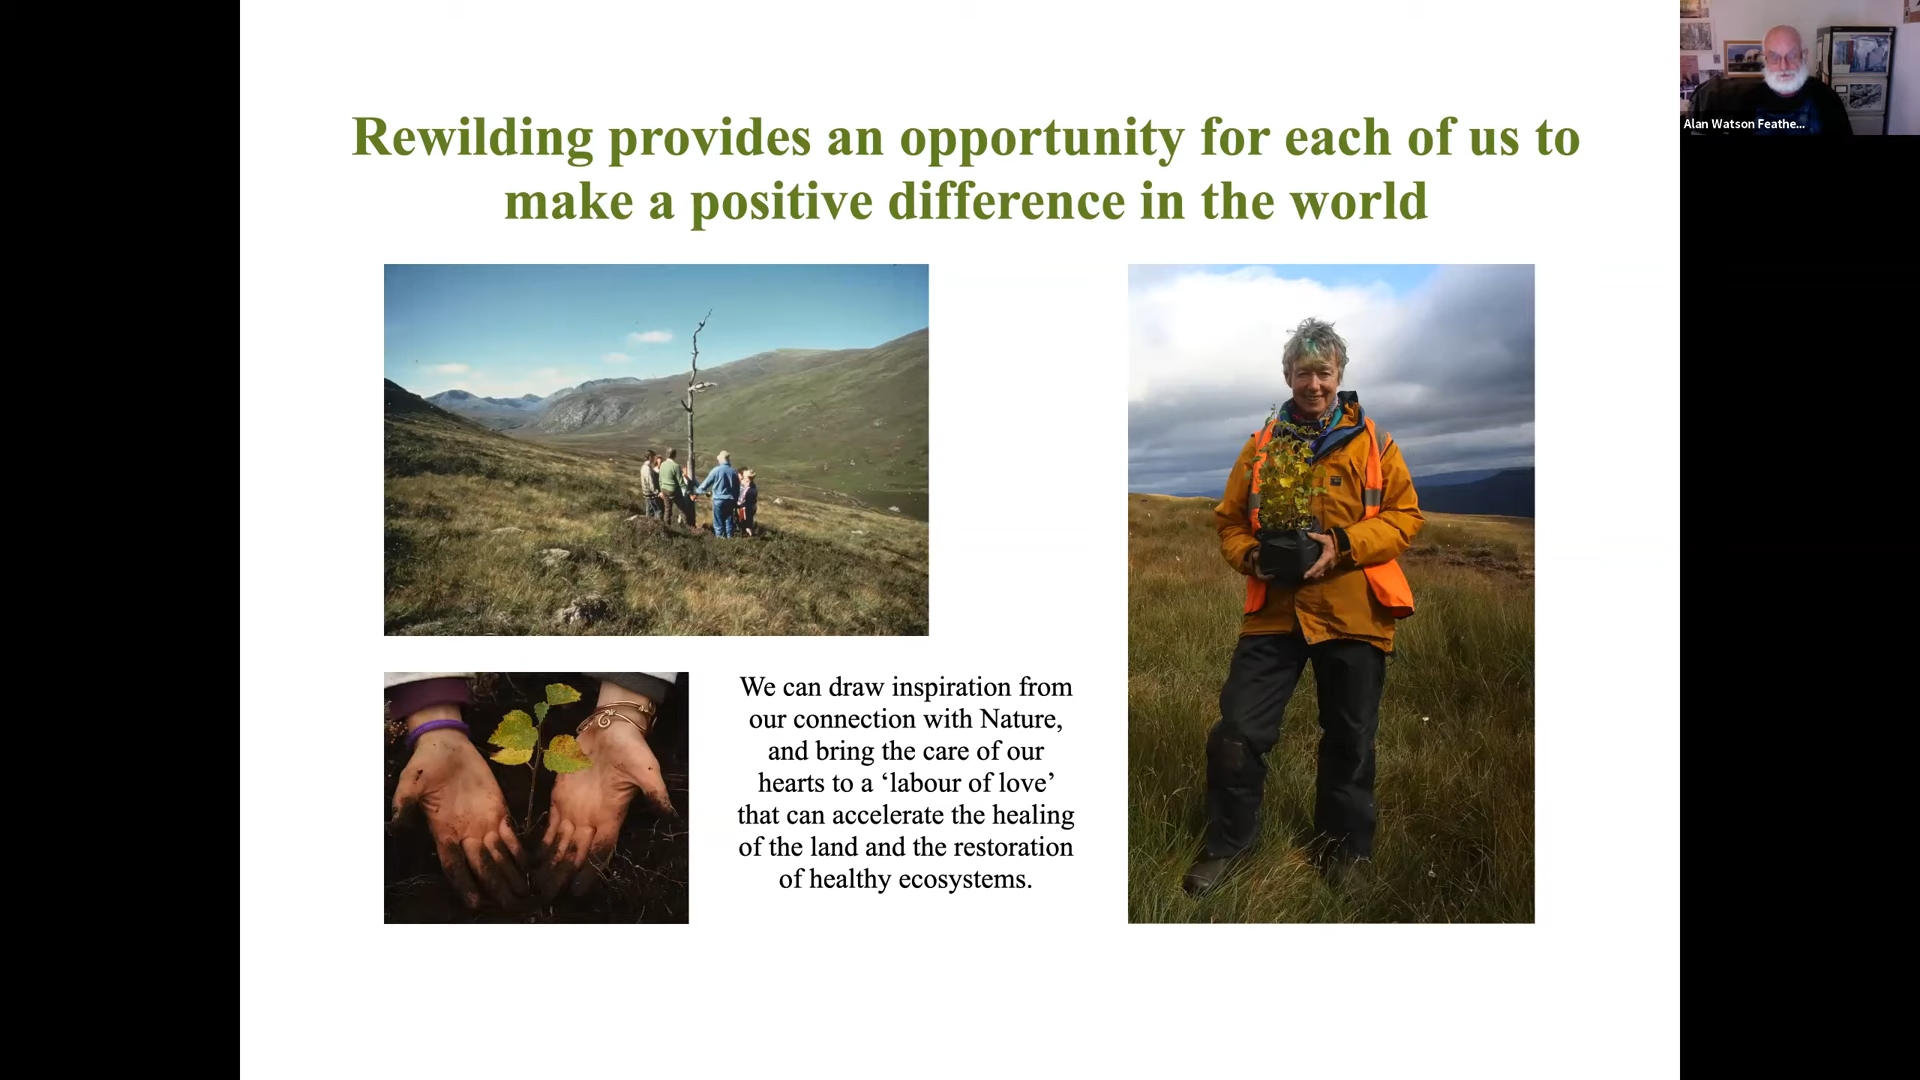 Rewilding provides an opportunity for each of us to
make a positive difference in the world
Alan Watson Feathe...
We can draw inspiration from
our connection with Nature,
and bring the care of our
hearts to a ‘labour of love’
that can accelerate the healing
of the land and the restoration
of healthy ecosystems.